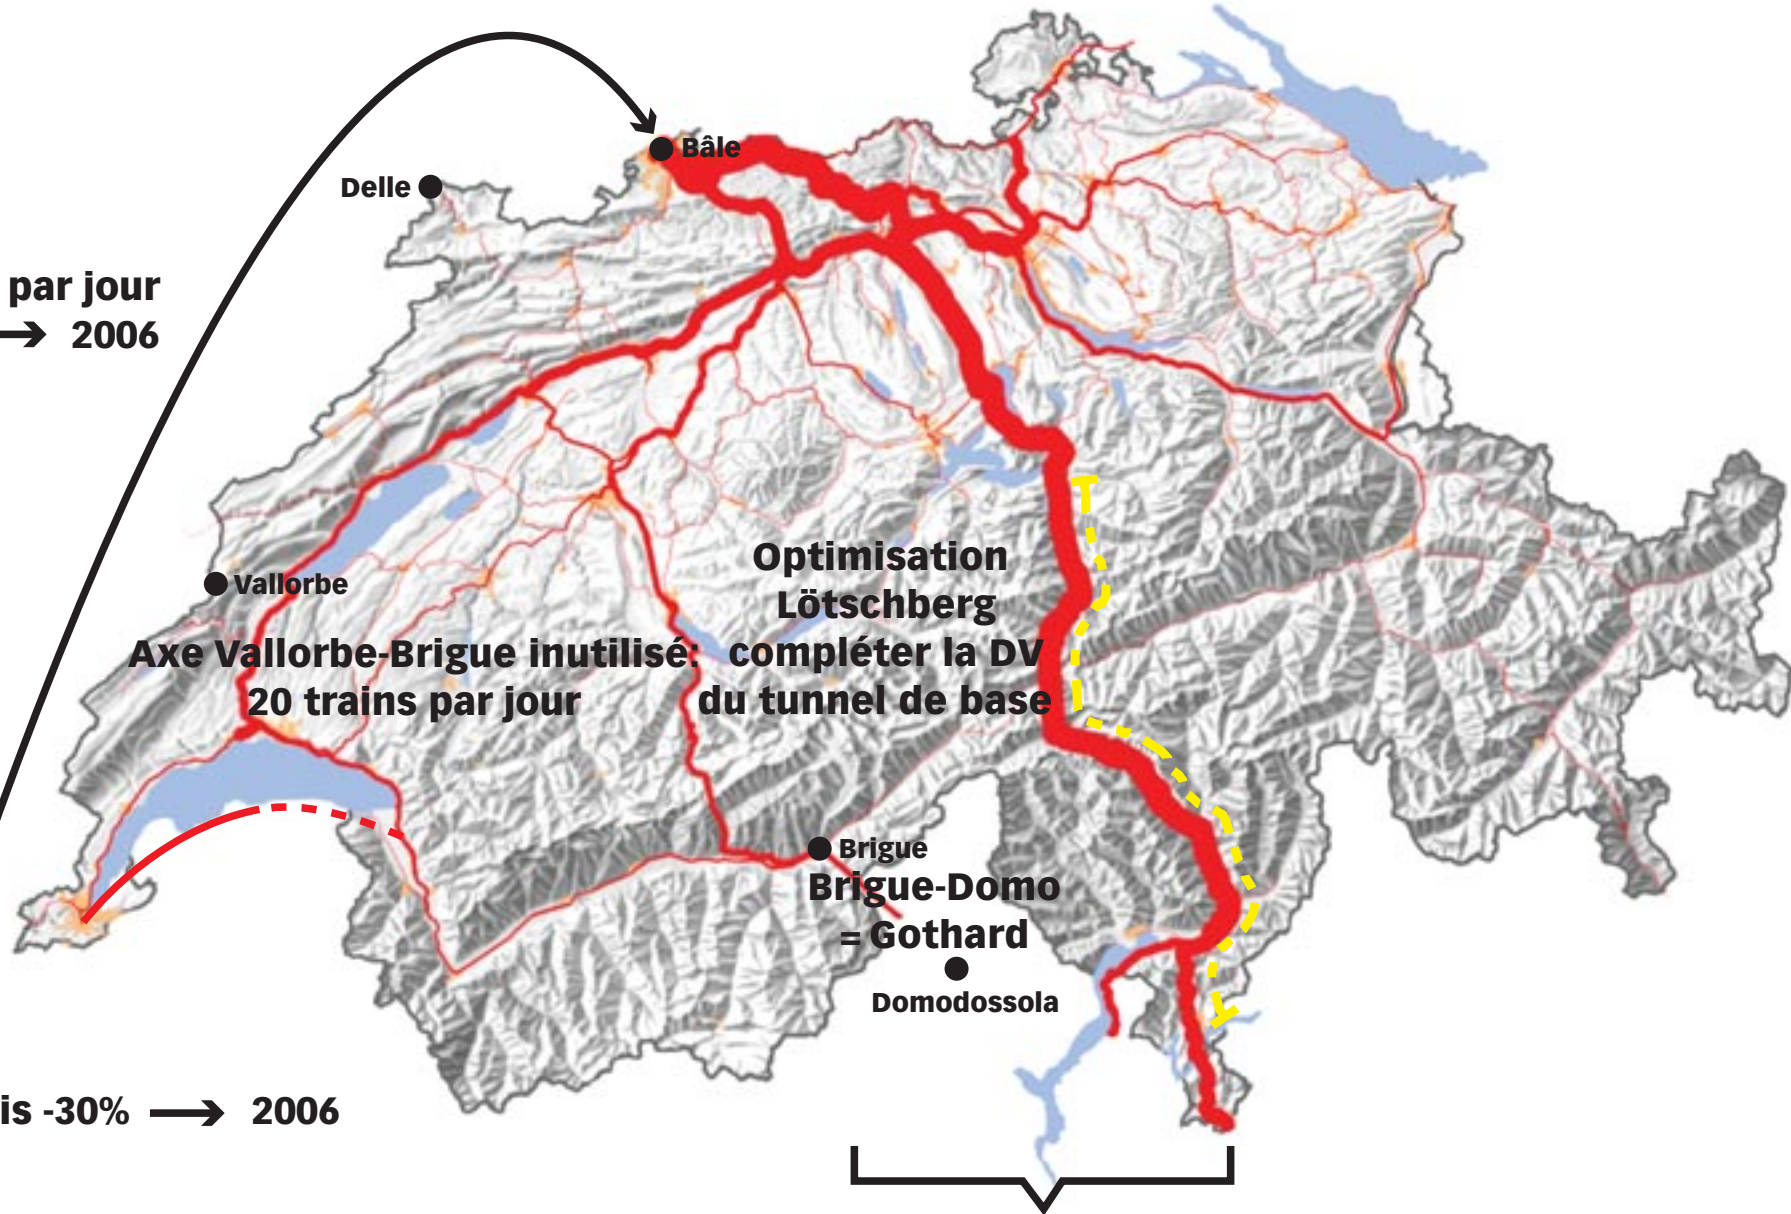 Bâle
Delle
par jour
2006
Vallorbe
Axe Vallorbe-Brigue inutilisé:
20 trains par jour
Optimisation
Lötschberg
compléter la DV
du tunnel de base
Brigue
Brigue-Domo
= Gothard
Domodossola
is -30% → 2006